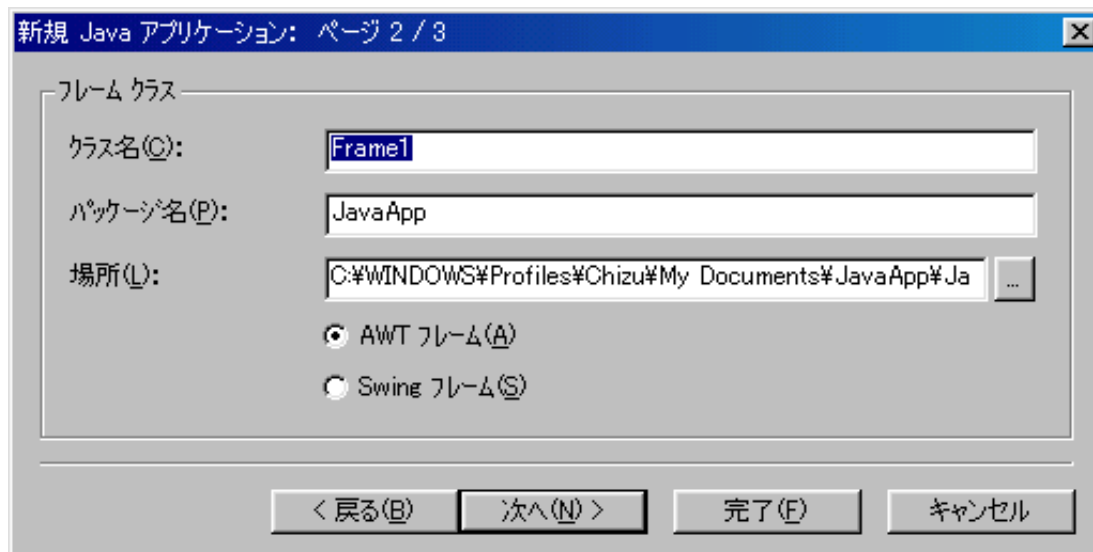 新規 Java アプリケーション: ページ 2 / 3
フレーム クラス
クラス名(C):
Frame1
パッケージ名(P):
JavaApp
場所(L):
C:¥WINDOWS¥Profiles¥Chizu¥My Documents¥JavaApp¥Ja
...
AWT フレーム(A)
Swing フレーム(S)
< 戻る(B)
次へ(N) >
完了(F)
キャンセル